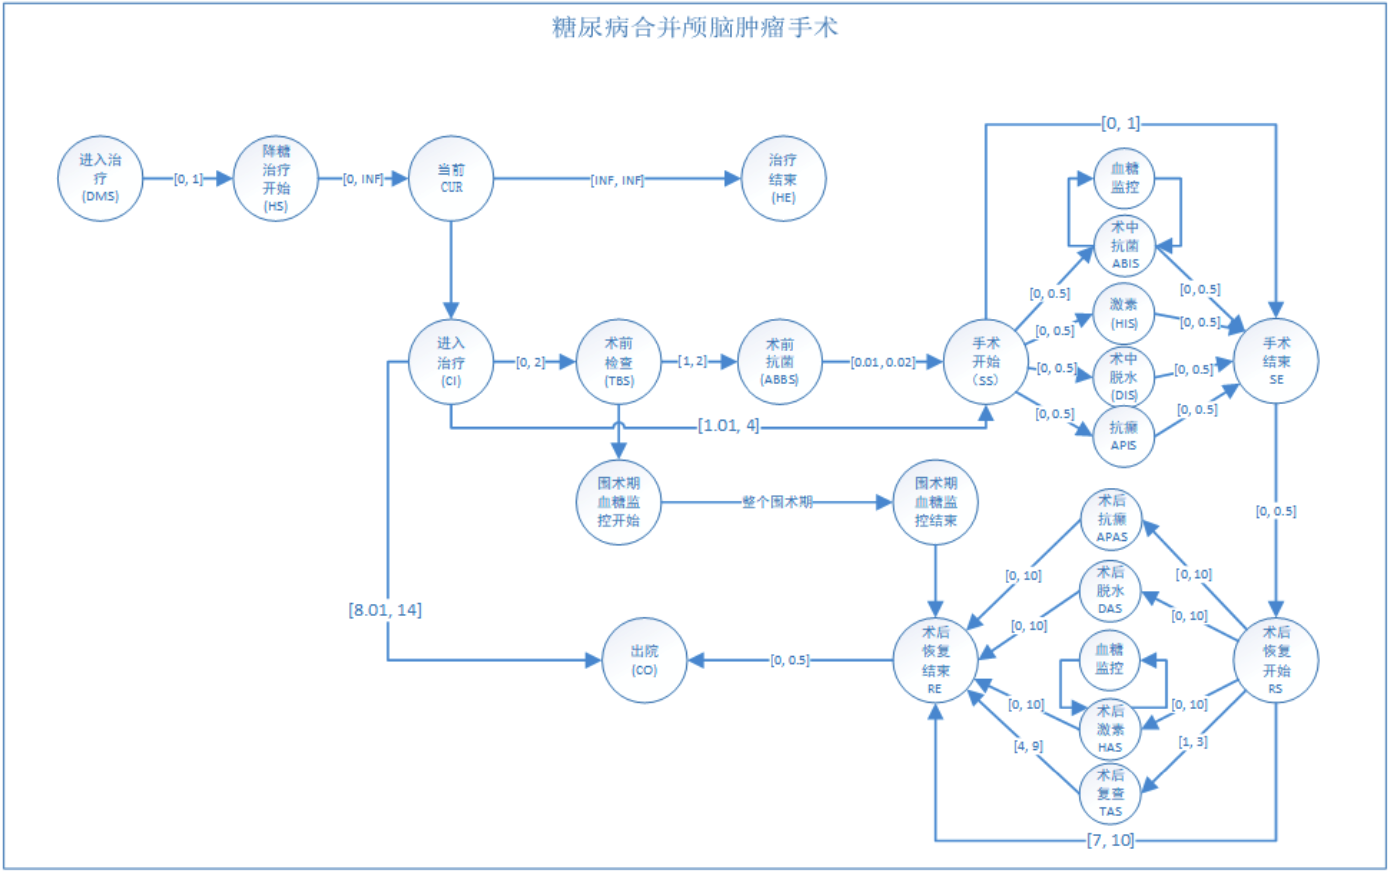 糖尿病合并颅脑肿瘤手术
进入治
疗
(DMS)
[0, 1]
降糖
治疗
开始
(HS)
[0, INF]
当前
CUR
[INF, INF]
治疗
结束
(HE)
[0, 1]
血糖
监控
术中
抗菌
ABIS
[0, 0.5]
[0, 0.5]
激素
(HIS)
[0, 0.5]
[0, 0.5]
进入
治疗
(CI)
[0, 2]
术前
检查
(TBS)
[1, 2]
术前
抗菌
(ABBS)
[0.01, 0.02]
手术
开始
（SS）
[0, 0.5]
术中
脱水
(DIS)
[0, 0.5]
手术
结束
SE
[0, 0.5]
抗癫
APIS
[0, 0.5]
[1.01, 4]
围术期
血糖监
控开始
整个围术期
围术期
血糖监
控结束
[0, 0.5]
术后
抗癫
APAS
[0, 10]
[0, 10]
术后
脱水
DAS
[0, 10]
[0, 10]
[8.01, 14]
出院
(CO)
[0, 0.5]
术后
恢复
结束
RE
血糖
监控
术后
恢复
开始
RS
[0, 10]
术后
激素
HAS
[0, 10]
[4, 9]
[1, 3]
术后
复查
TAS
[7, 10]